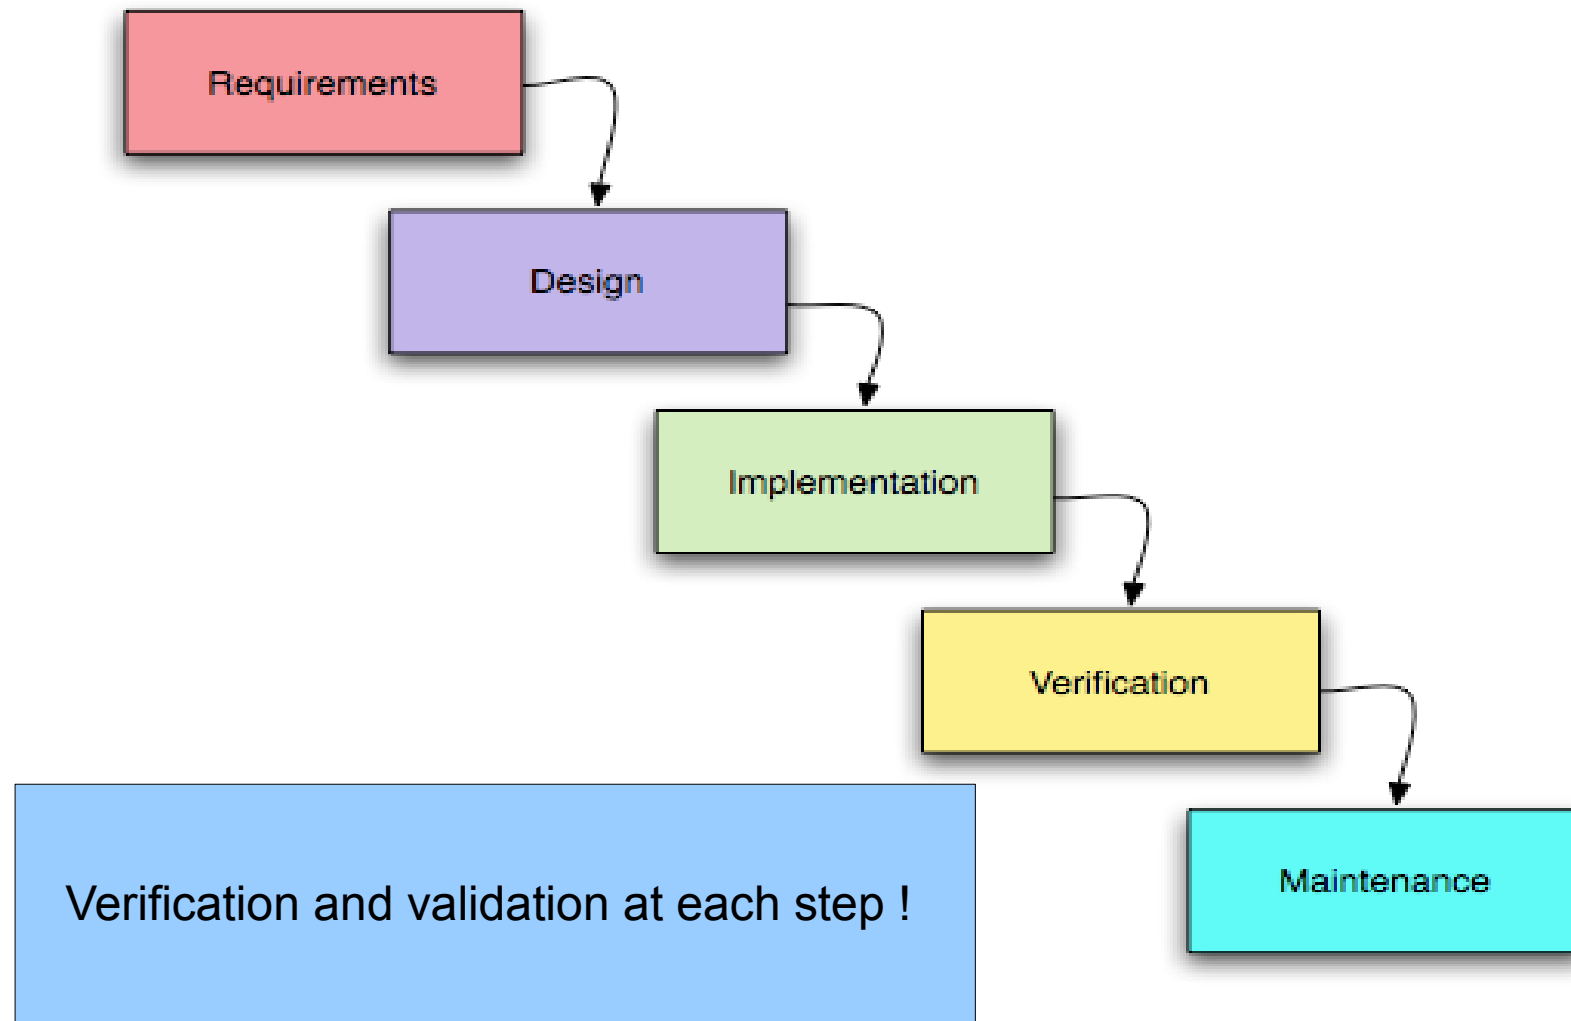 Requirements
Design
Implementation
Verification
Verification and validation at each step !
Maintenance